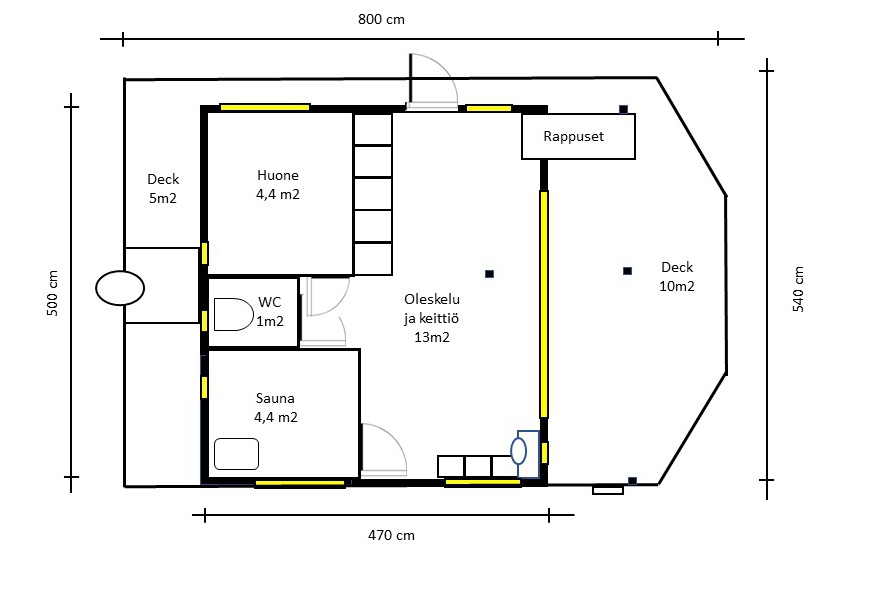 800 cm
Rappuset
Deck
5m2
Huone
4,4 m2
Deck
10m2
500 cm
540 cm
WC
1m2
Oleskelu
ja keittiö
13m2
Sauna
4,4 m2
470 cm